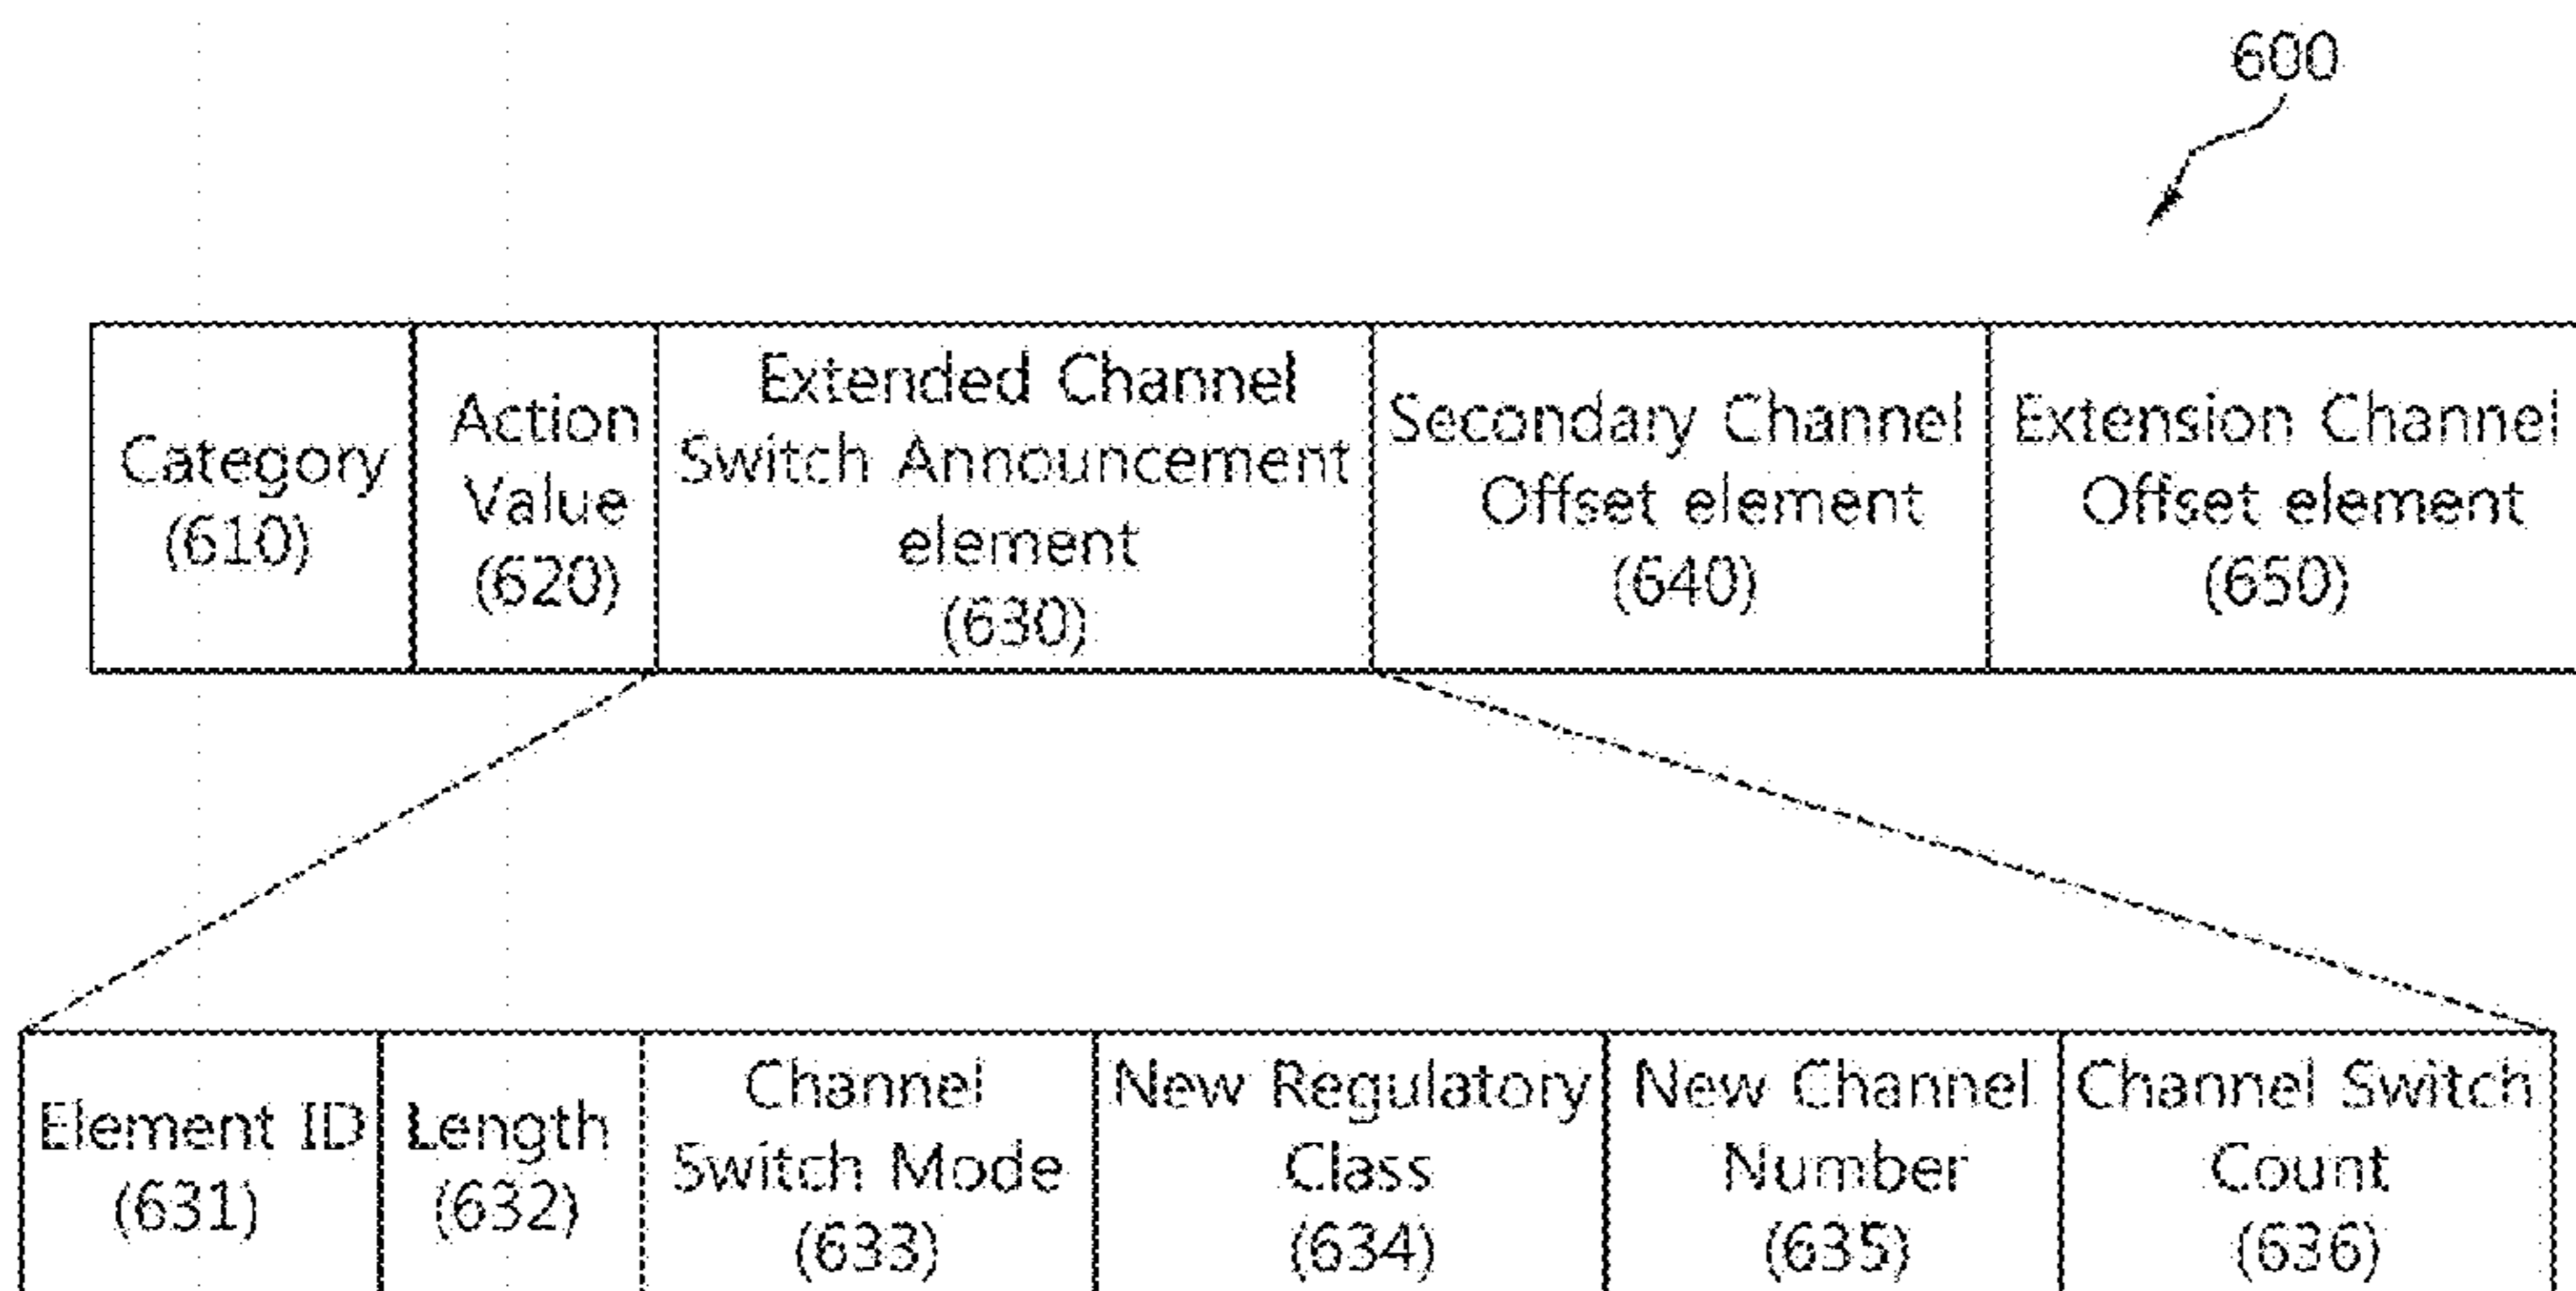 600
Category
(610)
Action
Value
(620)
Extended Channel
Switch Announcement
element
(630)
Secondary Channel
Offset element
(640)
Extension Channel
Offset element
(650)
Element ID
(631)
Length
(632)
Channel
Switch Mode
(633)
New Regulatory
Class
(634)
New Channel
Number
(635)
Channel Switch
Count
(636)